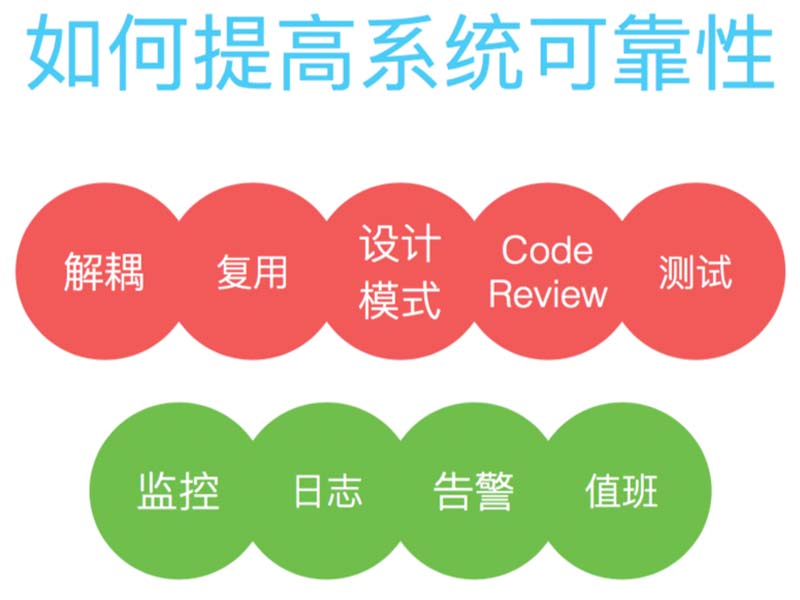 如何提高系统可靠性
解耦
复用
设计
模式
Code
Review
测试
监控
日志
告警
值班